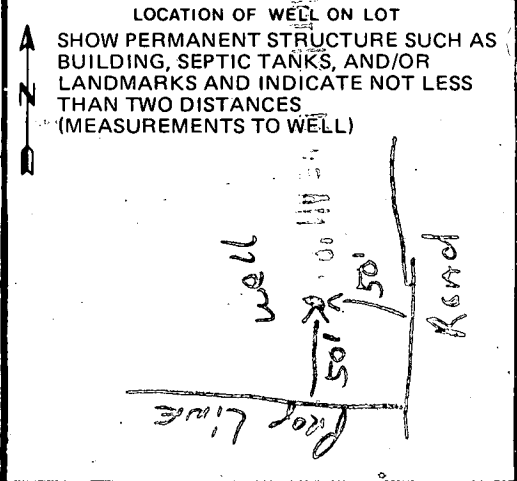 LOCATION OF WELL ON LOT
SHOW PERMANENT STRUCTURE SUCH AS
BUILDING, SEPTIC TANKS, AND/OR
LANDMARKS AND INDICATE NOT LESS
THAN TWO DISTANCES
(MEASUREMENTS TO WELL)
N
well
50'
50'
Road
Prop Line